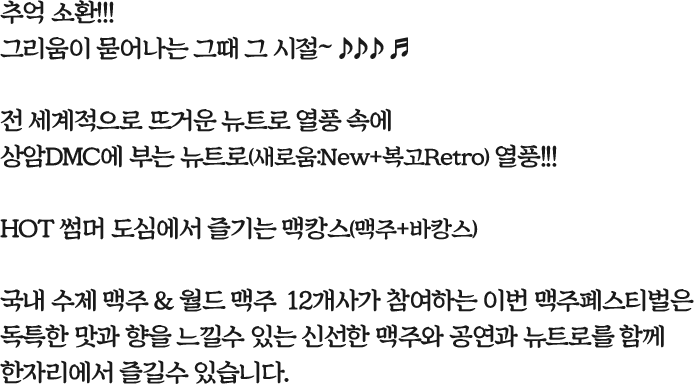 추억 소환!!!
그리움이 묻어나는 그때 그 시절~ ♪♪♪ ♬
전 세계적으로 뜨거운 뉴트로 열풍 속에
상암DMC에 부는 뉴트로(새로움:New+복고Retro) 열풍!!!
HOT 썸머 도심에서 즐기는 맥캉스(맥주+바캉스)
국내 수제 맥주 & 월드 맥주 12개사가 참여하는 이번 맥주페스티벌은
독특한 맛과 향을 느낄수 있는 신선한 맥주와 공연과 뉴트로를 함께
한자리에서 즐길수 있습니다.